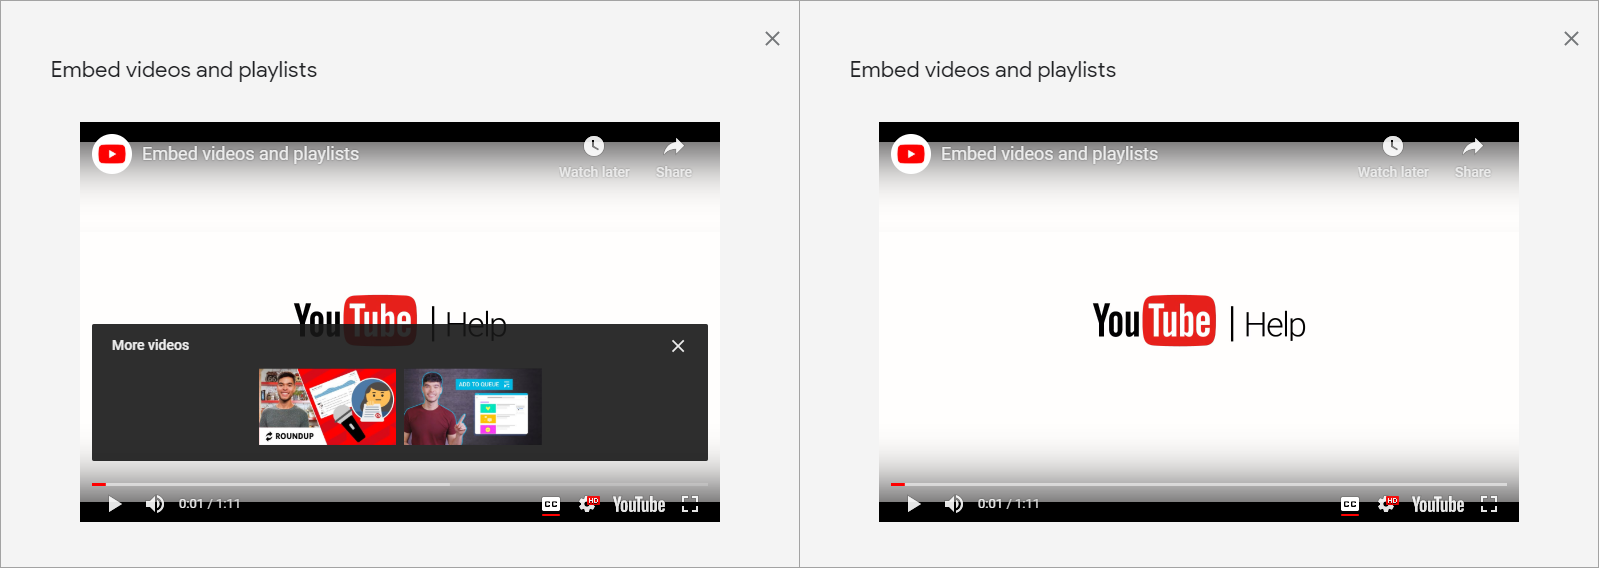 Embed videos and playlists
Embed videos and playlists
Watch later
Share
YouTube | Help
More videos
ROUNDUP
ADD TO QUEUE
0:01 / 1:11
CC
HD
YouTube
Embed videos and playlists
Embed videos and playlists
Watch later
Share
YouTube | Help
0:01 / 1:11
CC
HD
YouTube